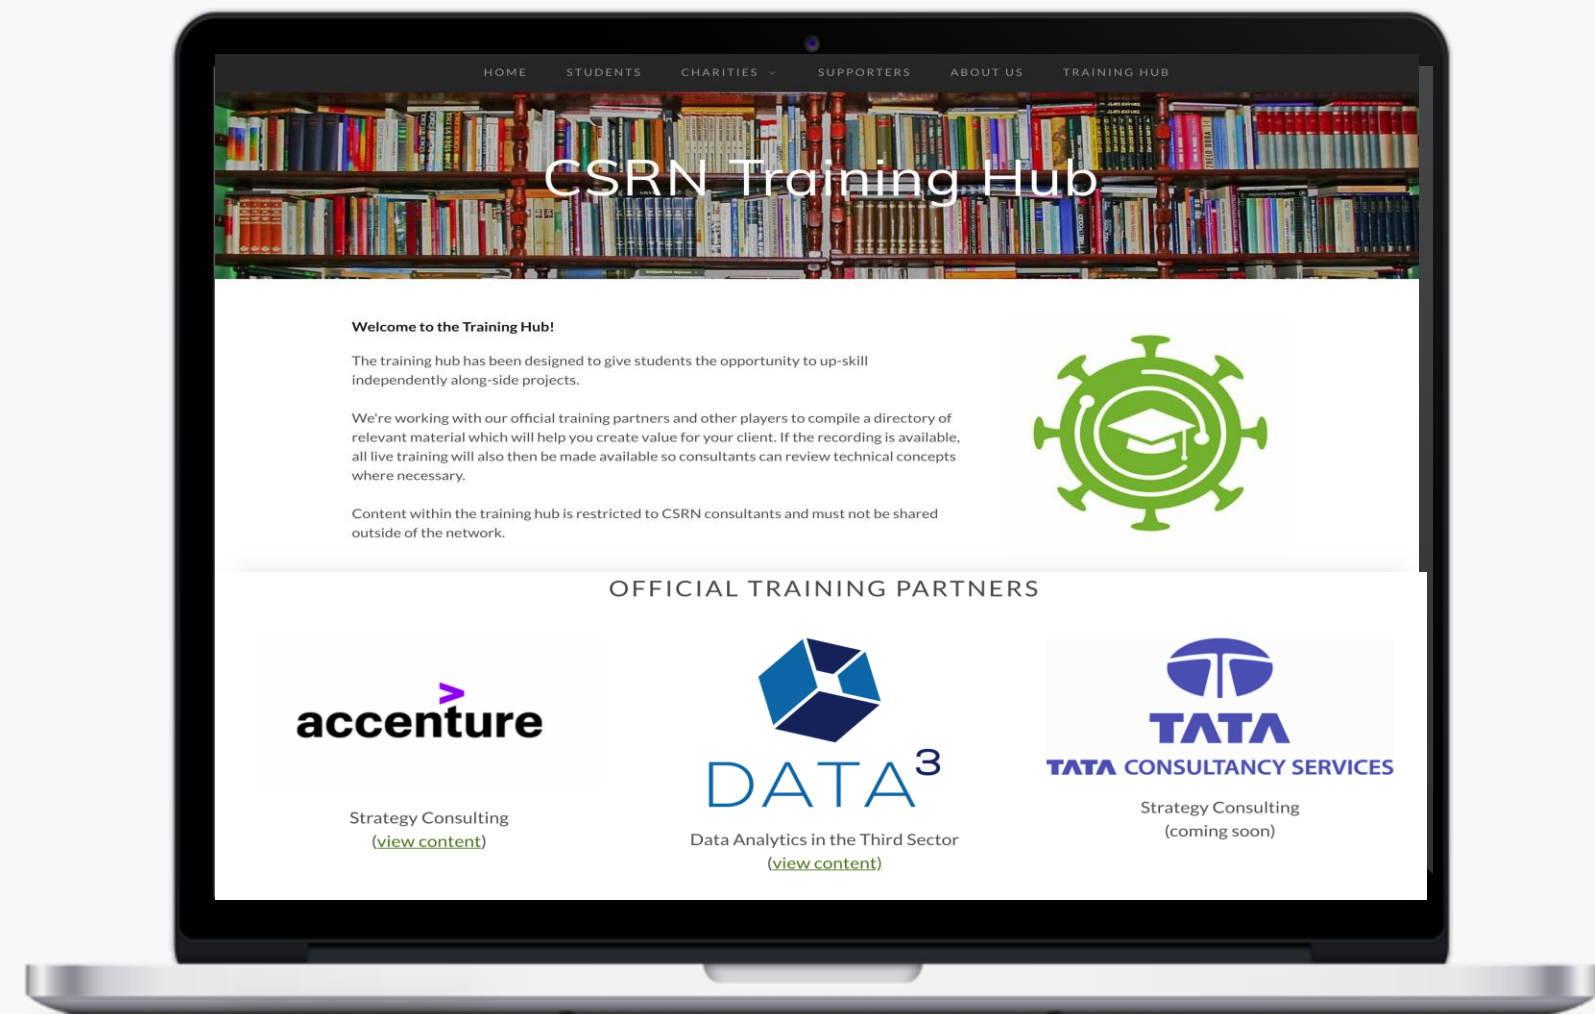 HOME STUDENTS CHARITIES SUPPORTERS ABOUT US TRAINING HUB
CSRN Training Hub
Welcome to the Training Hub!
The training hub has been designed to give students the opportunity to up-skill
independently along-side projects.
We're working with our official training partners and other players to compile a directory of
relevant material which will help you create value for your client. If the recording is available,
all live training will also then be made available so consultants can review technical concepts
where necessary.
Content within the training hub is restricted to CSRN consultants and must not be shared
outside of the network.
OFFICIAL TRAINING PARTNERS
accenture
Strategy Consulting
(view content)
DATA³
Data Analytics in the Third Sector
(view content)
TATA
TATA CONSULTANCY SERVICES
Strategy Consulting
(coming soon)